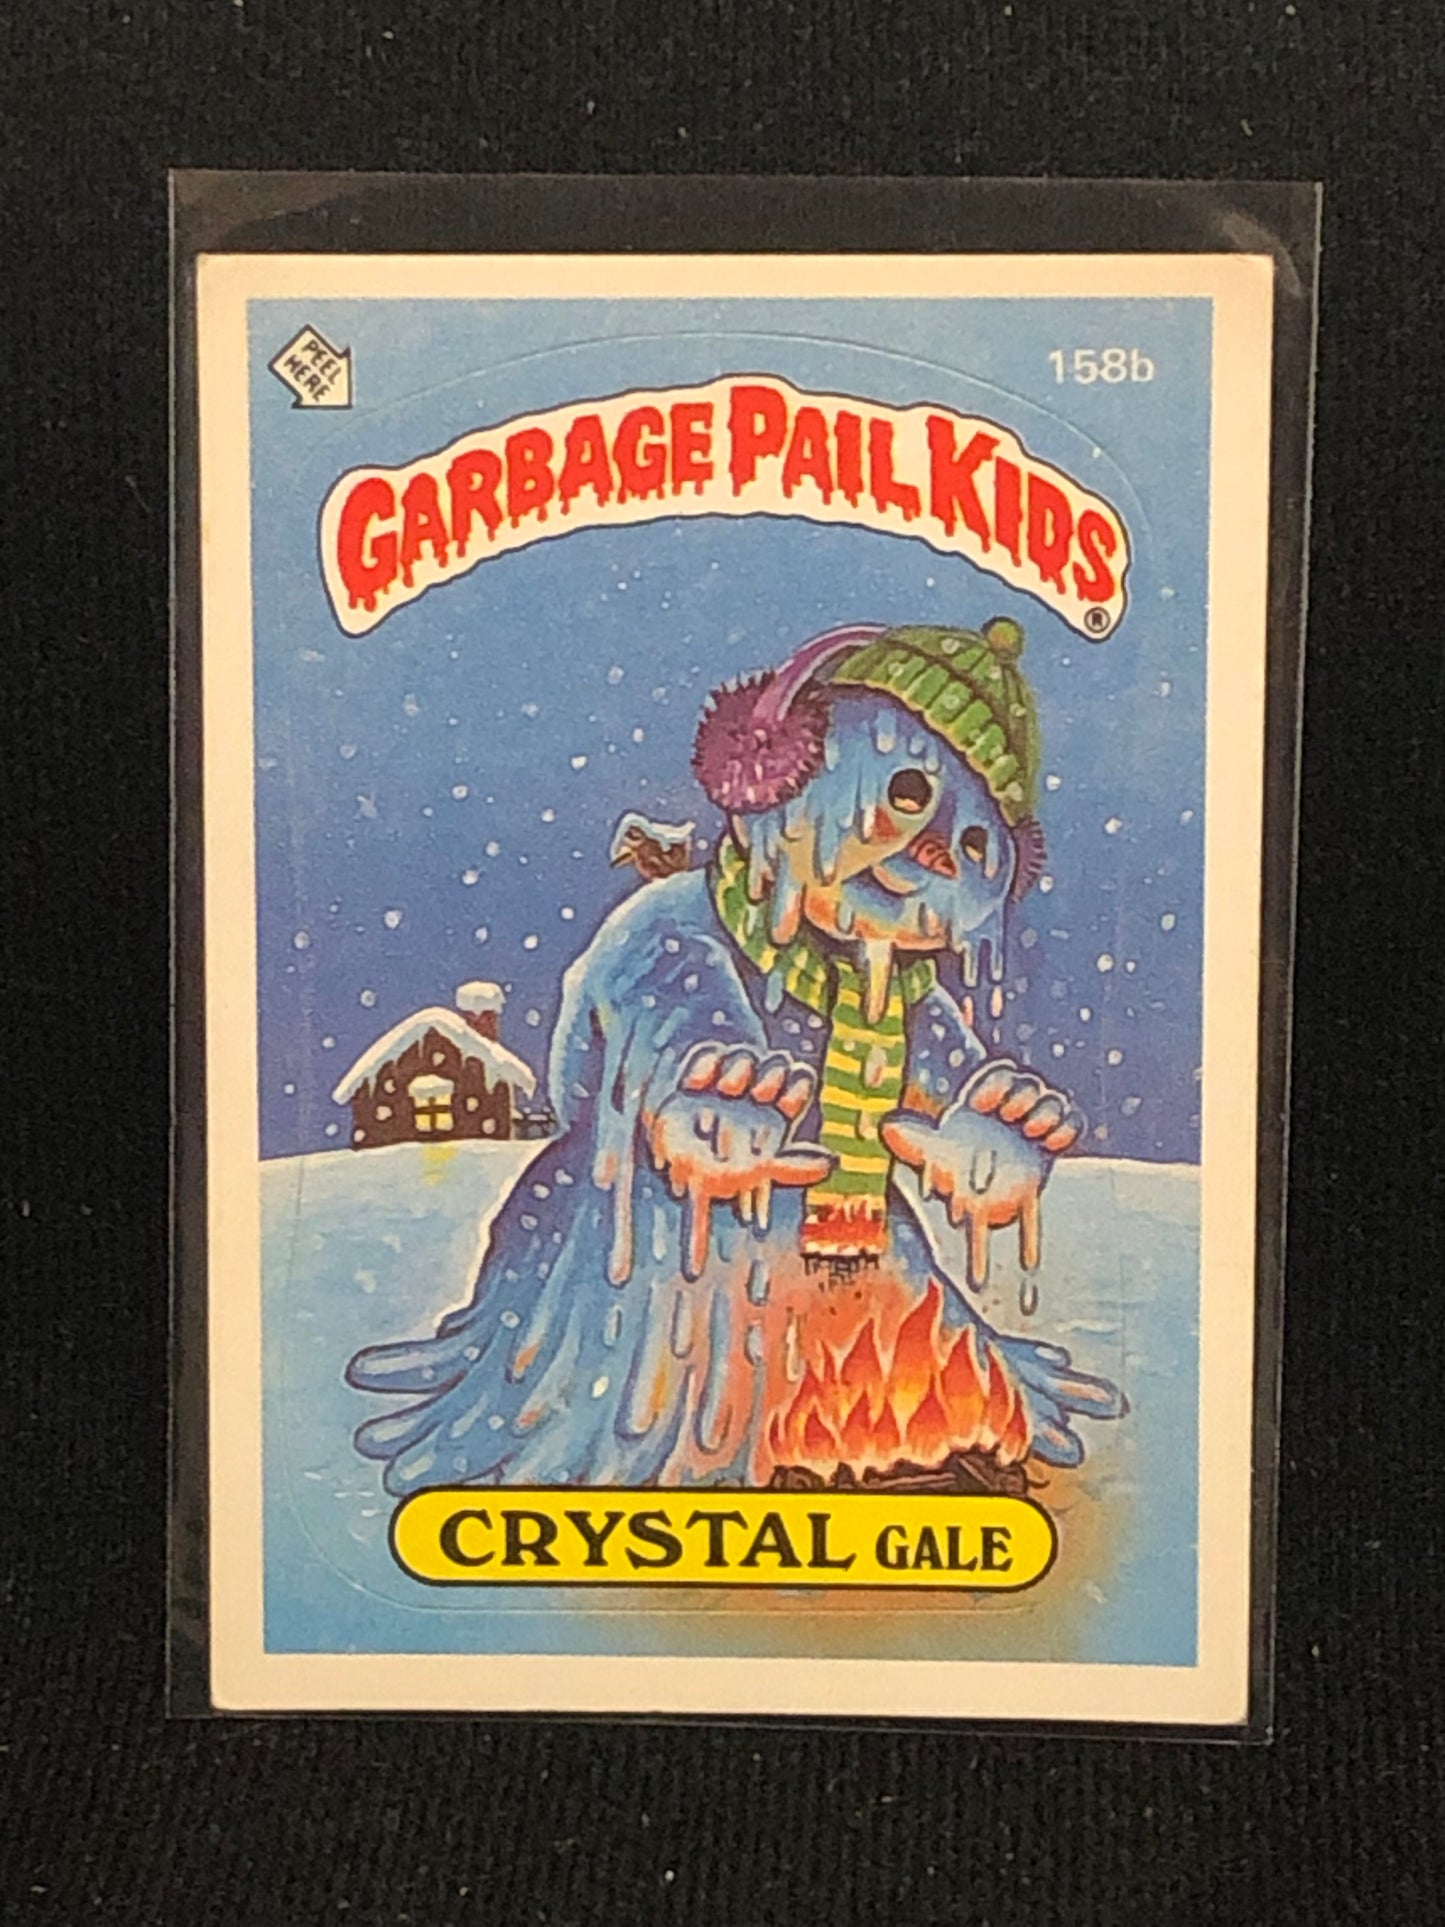 PEEL
HERE
158b
GARBAGE PAIL KIDS
®
CRYSTAL GALE